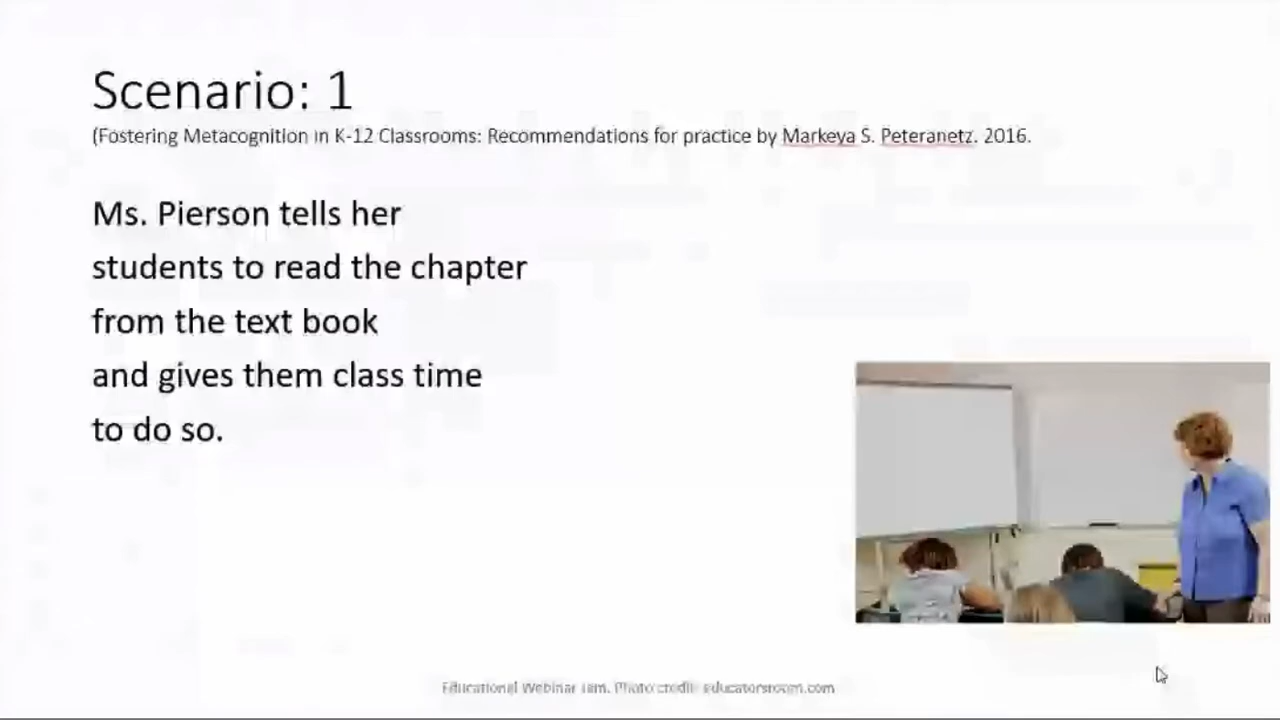 Scenario: 1
(Fostering Metacognition in K-12 Classrooms: Recommendations for practice by Markeya S. Peteranetz. 2016.
Ms. Pierson tells her
students to read the chapter
from the text book
and gives them class time
to do so.
Educational Webinar Jam. Photo credit: educatorsroom.com